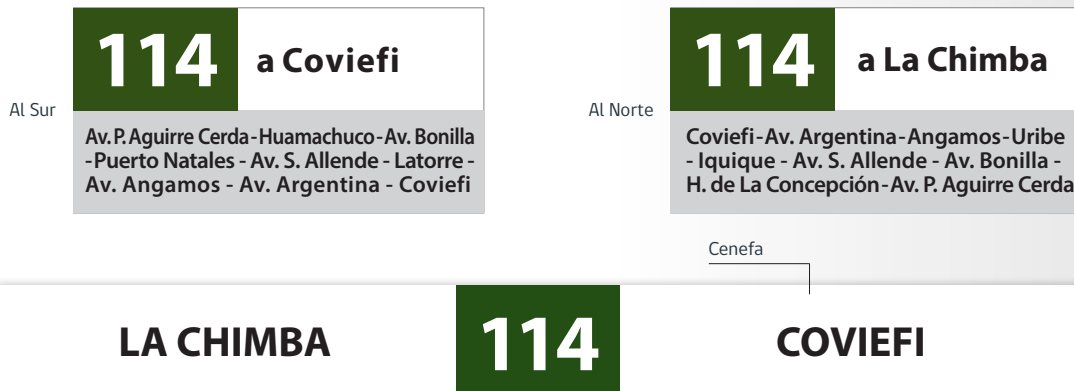 114 a Coviefi
Al Sur
Av. P. Aguirre Cerda - Huamachuco - Av. Bonilla
- Puerto Natales - Av. S. Allende - Latorre -
Av. Angamos - Av. Argentina - Coviefi
114 a La Chimba
Al Norte
Coviefi - Av. Argentina - Angamos - Uribe
- Iquique - Av. S. Allende - Av. Bonilla -
H. de La Concepción - Av. P. Aguirre Cerda
Cenefa
LA CHIMBA 114 COVIEFI